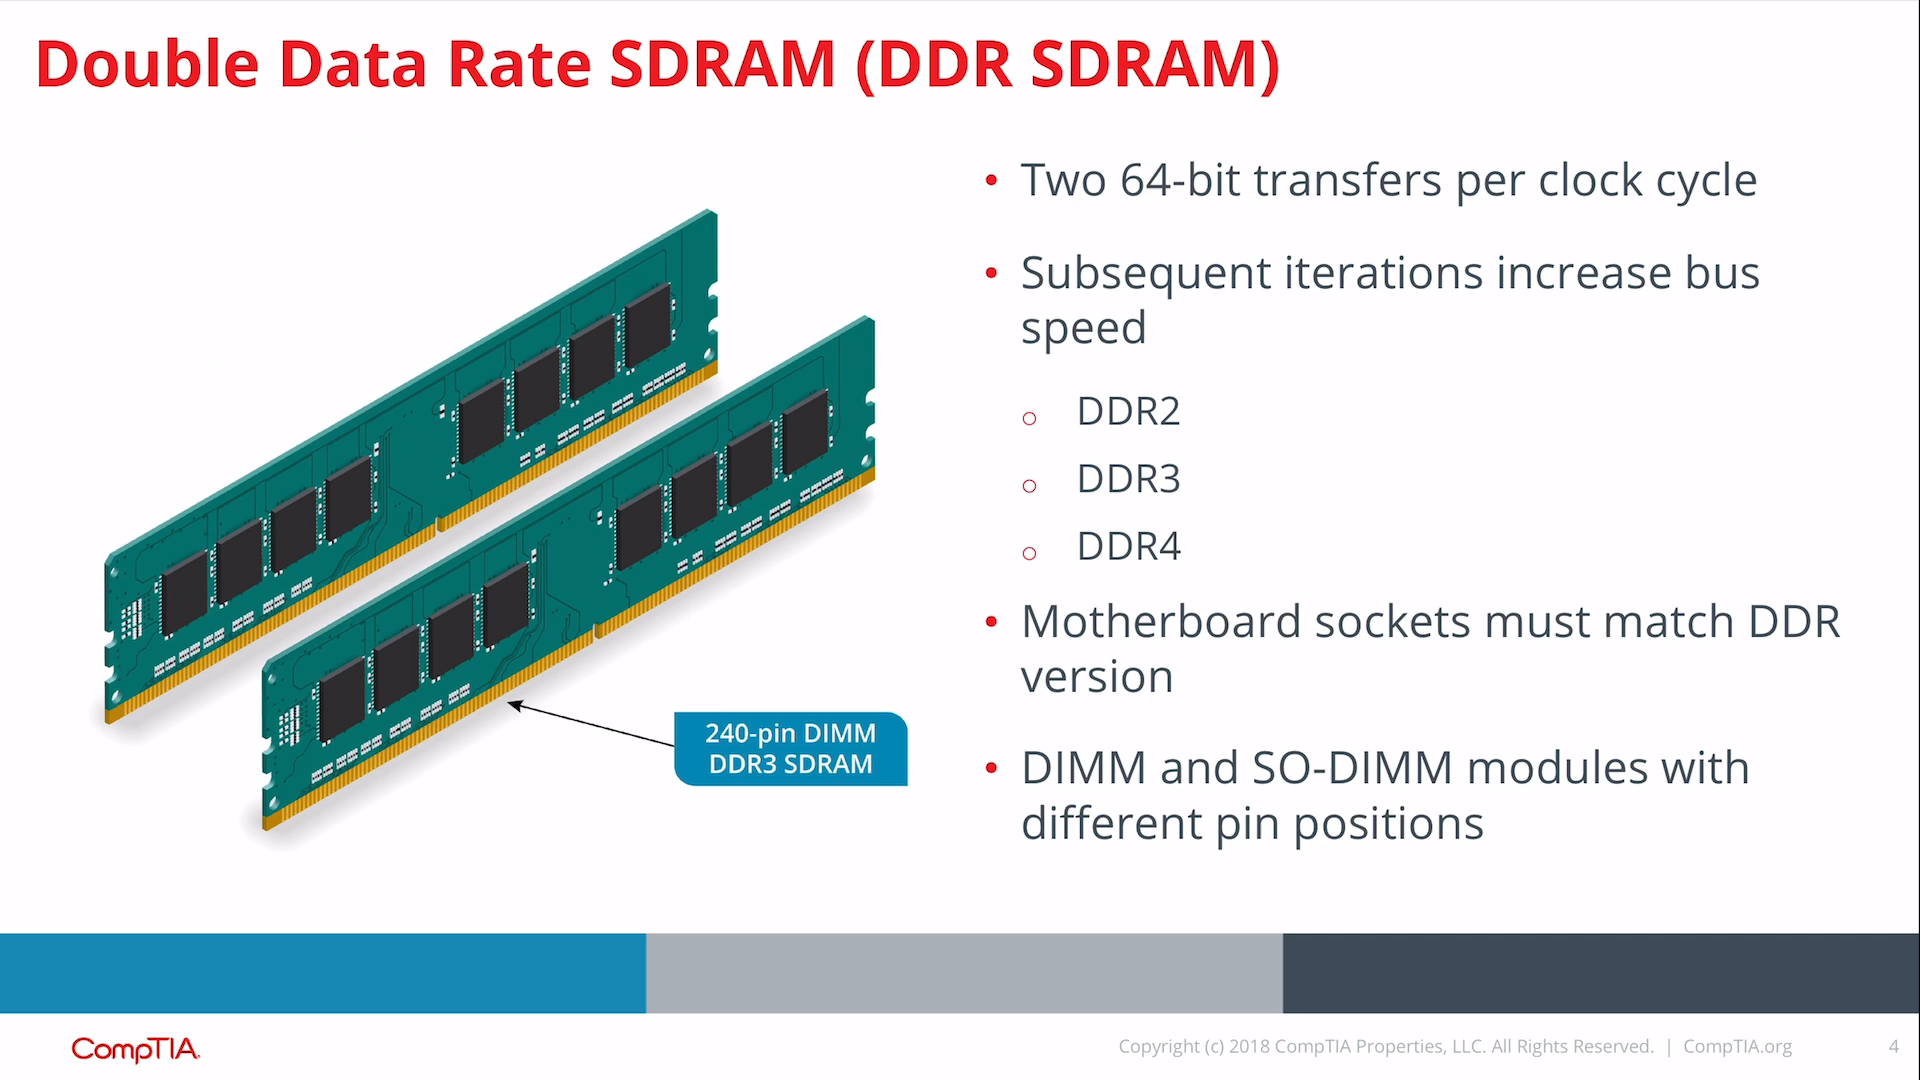 Double Data Rate SDRAM (DDR SDRAM)
• Two 64-bit transfers per clock cycle
• Subsequent iterations increase bus
speed
○ DDR2
○ DDR3
○ DDR4
• Motherboard sockets must match DDR
version
• DIMM and SO-DIMM modules with
different pin positions
240-pin DIMM
DDR3 SDRAM
CompTIA.
Copyright (c) 2018 CompTIA Properties, LLC. All Rights Reserved. | CompTIA.org
4